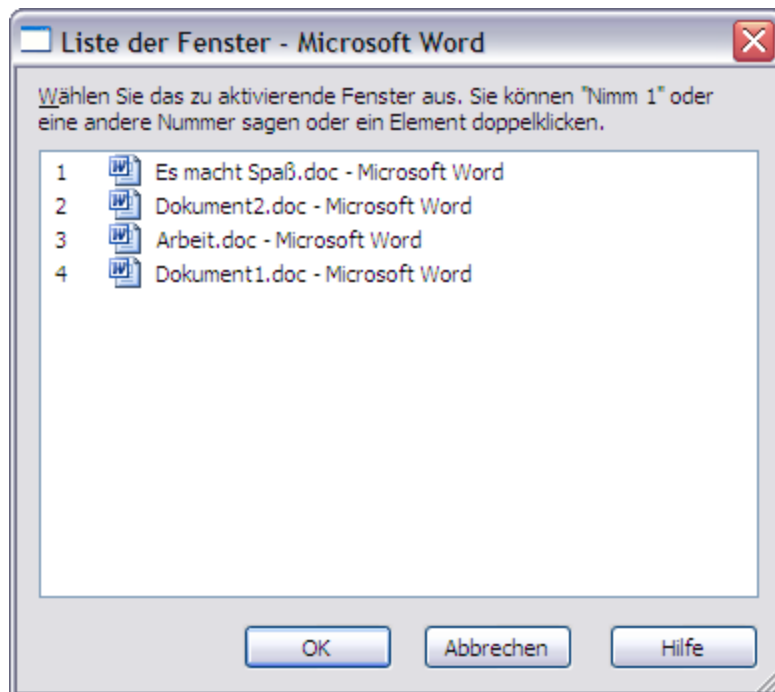 Liste der Fenster - Microsoft Word
Wählen Sie das zu aktivierende Fenster aus. Sie können "Nimm 1" oder
eine andere Nummer sagen oder ein Element doppelklicken.
1 Es macht Spaß.doc - Microsoft Word
2 Dokument2.doc - Microsoft Word
3 Arbeit.doc - Microsoft Word
4 Dokument1.doc - Microsoft Word
OK Abbrechen Hilfe